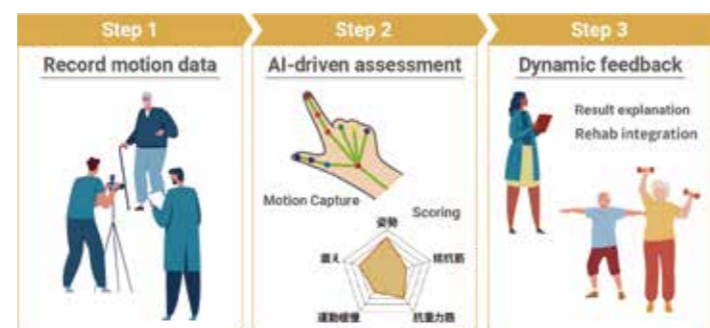 Step 1
Step 2
Step 3
Record motion data
AI-driven assessment
Dynamic feedback
Result explanation
Rehab integration
Motion Capture
Scoring
姿勢
震え
運動緩慢
抗重力筋